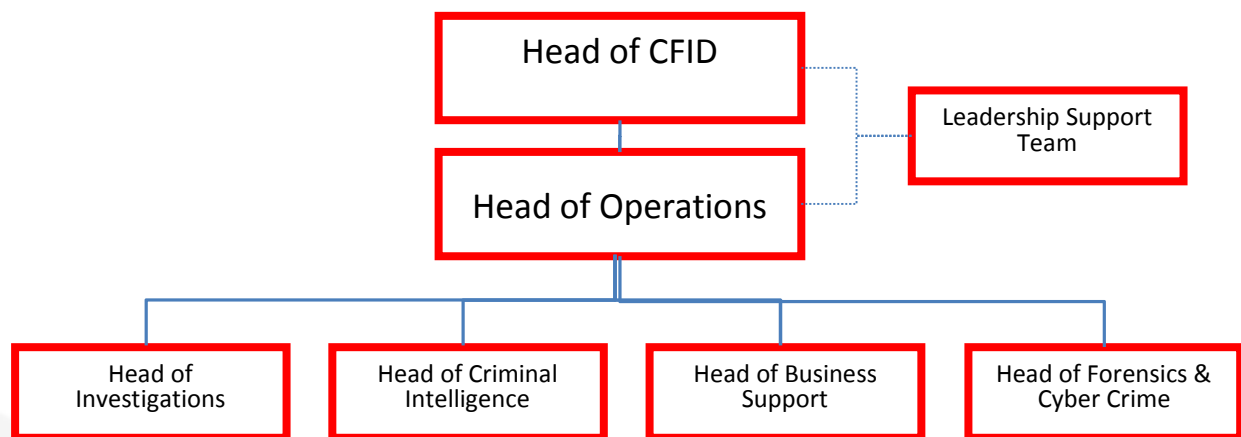 Head of CFID
Leadership Support
Team
Head of Operations
Head of
Investigations
Head of Criminal
Intelligence
Head of Business
Support
Head of Forensics &
Cyber Crime